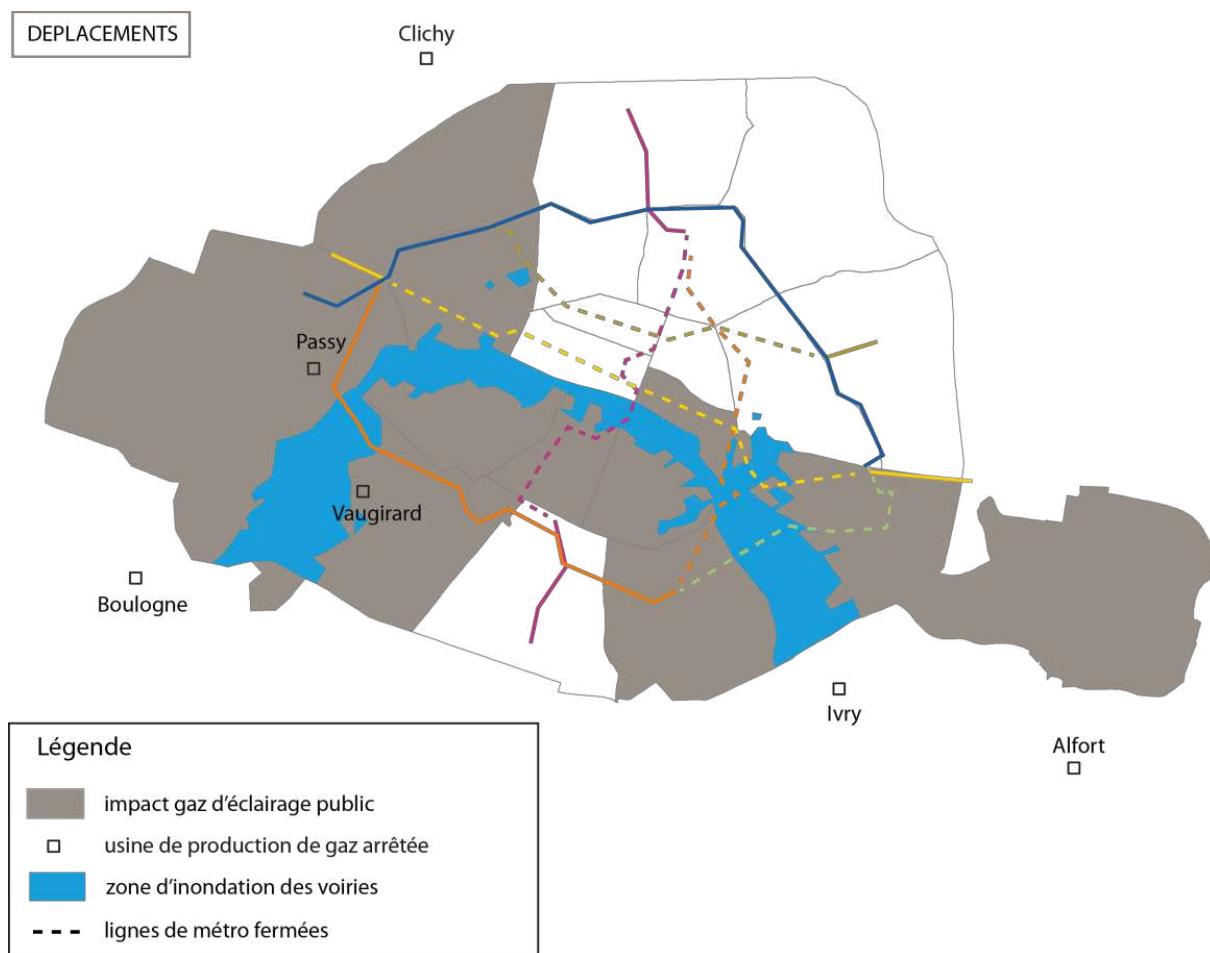 DEPLACEMENTS
Clichy
Passy
Vaugirard
Boulogne
Ivry
Alfort
Légende
impact gaz d'éclairage public
usine de production de gaz arrêtée
zone d'inondation des voiries
lignes de métro fermées